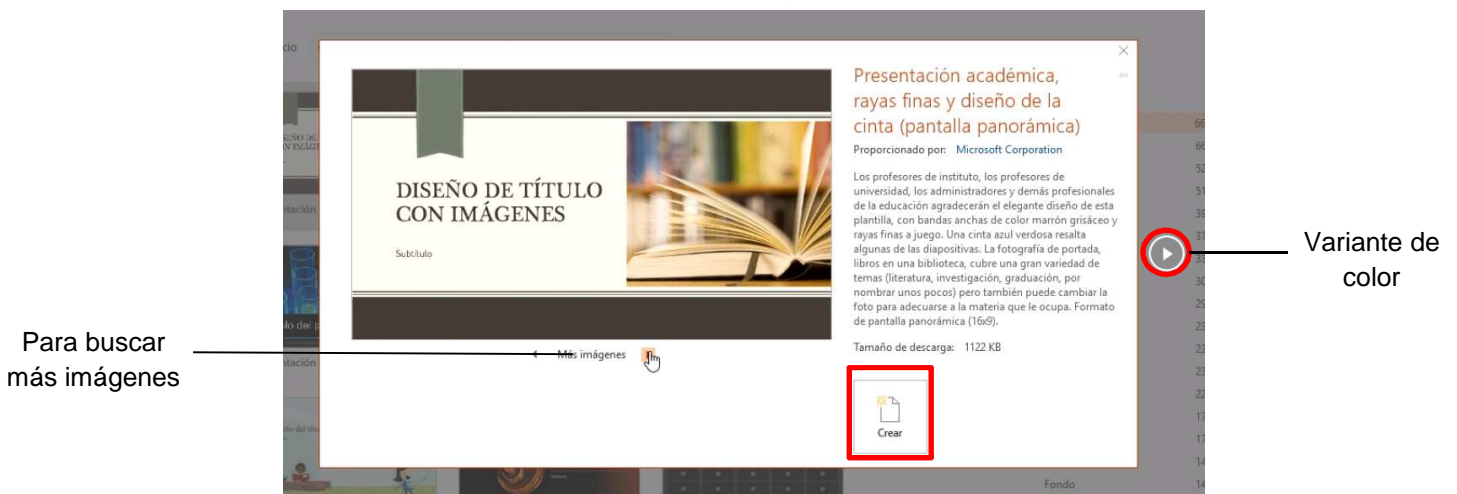 cio
Presentación académica,
rayas finas y diseño de la
cinta (pantalla panorámica)
Proporcionado por: Microsoft Corporation
Los profesores de instituto, los profesores de
universidad, los administradores y demás profesionales
de la educación agradecerán el elegante diseño de esta
plantilla, con bandas anchas de color marrón grisáceo y
rayas finas a juego. Una cinta azul verdosa resalta
algunas de las diapositivas. La fotografía de portada,
libros en una biblioteca, cubre una gran variedad de
temas (literatura, investigación, graduación, por
nombrar unos pocos) pero también puede cambiar la
foto para adecuarse a la materia que le ocupa. Formato
de pantalla panorámica (16x9).
Tamaño de descarga: 1122 KB
Crear
DISEÑO DE TÍTULO
CON IMÁGENES
Subtítulo
Más imágenes
Para buscar
más imágenes
Variante de
color
Fondo
14